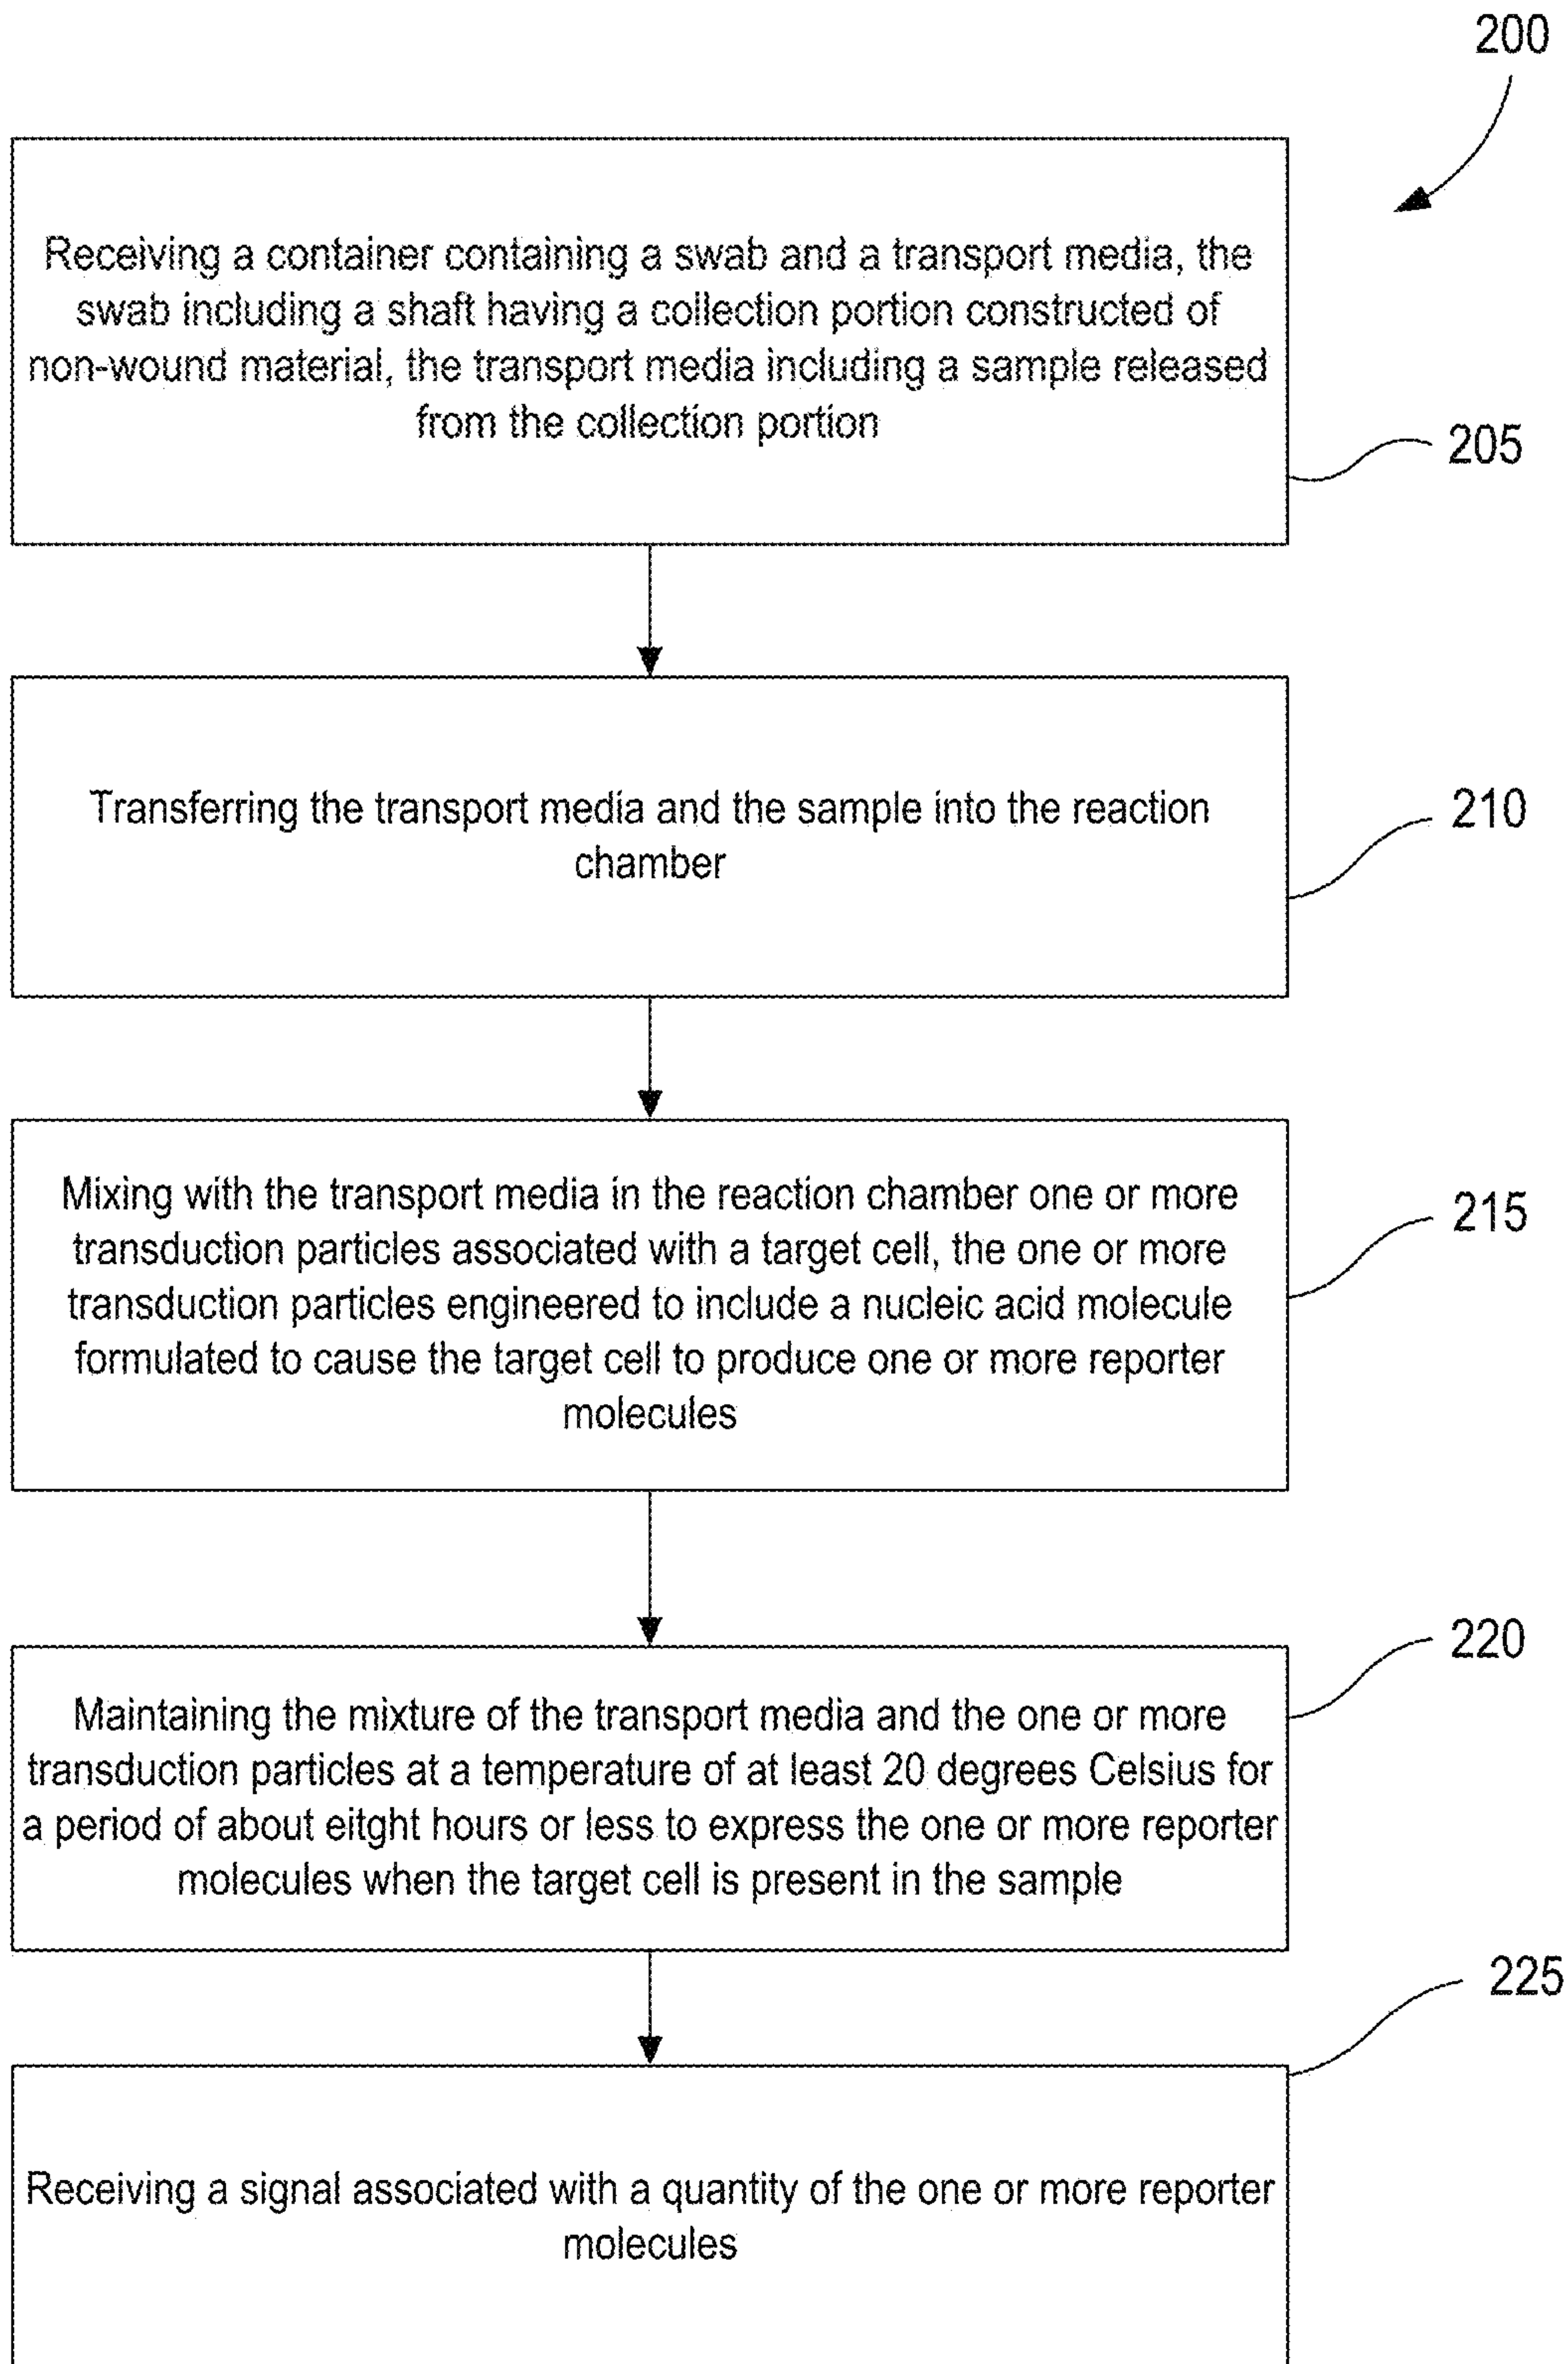 200
Receiving a container containing a swab and a transport media, the
swab including a shaft having a collection portion constructed of
non-wound material, the transport media including a sample released
from the collection portion
205
Transferring the transport media and the sample into the reaction
chamber
210
Mixing with the transport media in the reaction chamber one or more
transduction particles associated with a target cell, the one or more
transduction particles engineered to include a nucleic acid molecule
formulated to cause the target cell to produce one or more reporter
molecules
215
Maintaining the mixture of the transport media and the one or more
transduction particles at a temperature of at least 20 degrees Celsius for
a period of about eitght hours or less to express the one or more reporter
molecules when the target cell is present in the sample
220
Receiving a signal associated with a quantity of the one or more reporter
molecules
225